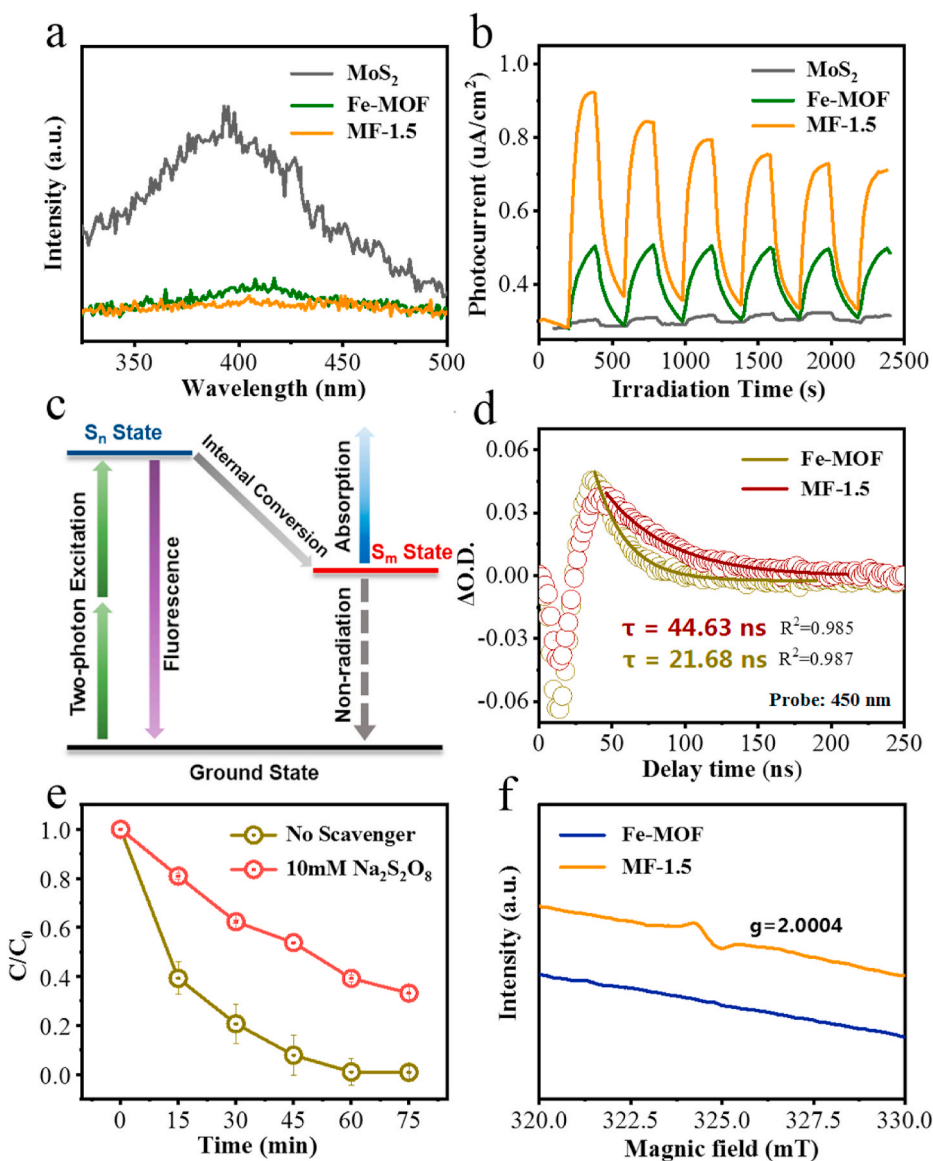 a
Intensity (a.u.)
MoS₂
Fe-MOF
MF-1.5
350
400
450
500
Wavelength (nm)
b
Photocurrent (uA/cm²)
1.0
0.8
0.6
0.4
MoS₂
Fe-MOF
MF-1.5
0
500
1000
1500
2000
2500
Irradiation Time (s)
c
Sₙ State
Two-photon Excitation
Fluorescence
Internal Conversion
Absorption
Sₘ State
Non-radiation
Ground State
d
ΔO.D.
0.06
0.03
0.00
-0.03
-0.06
Fe-MOF
MF-1.5
τ = 44.63 ns R²=0.985
τ = 21.68 ns R²=0.987
Probe: 450 nm
0
50
100
150
200
250
Delay time (ns)
e
C/C₀
1.0
0.8
0.6
0.4
0.2
0.0
No Scavenger
10mM Na₂S₂O₈
0
15
30
45
60
75
Time (min)
f
Intensity (a.u.)
Fe-MOF
MF-1.5
g=2.0004
320.0
322.5
325.0
327.5
330.0
Magnic field (mT)